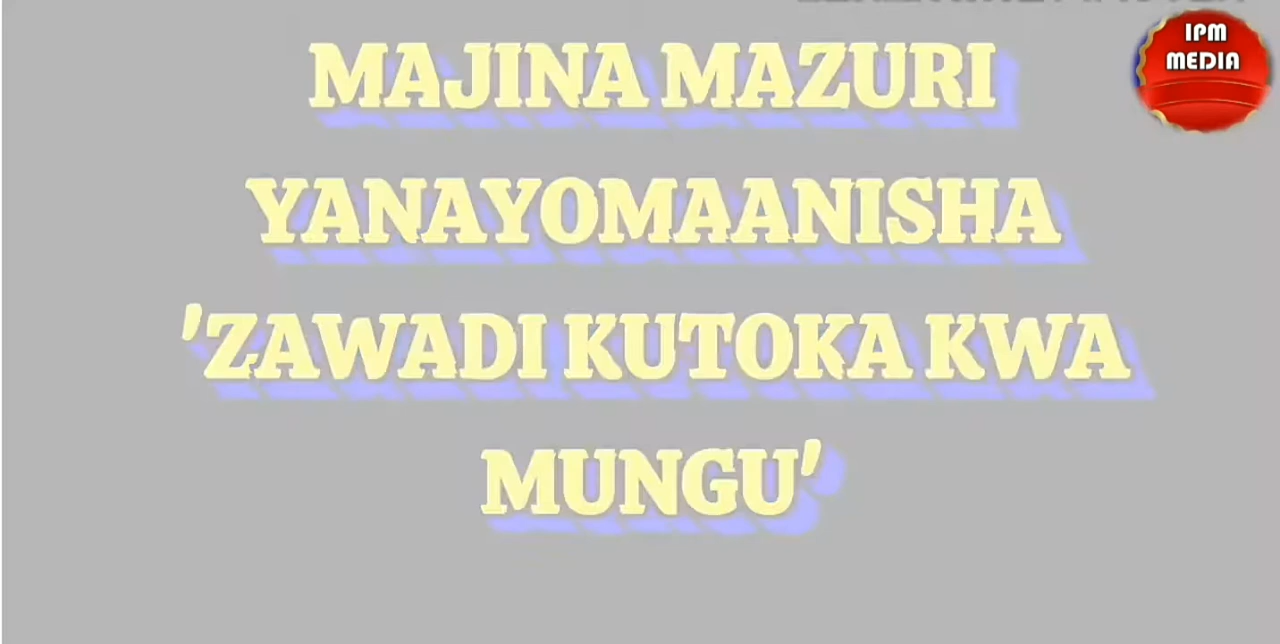 IPM
MEDIA
MAJINA MAZURI
YANAYOMAANISHA
'ZAWADI KUTOKA KWA
MUNGU'